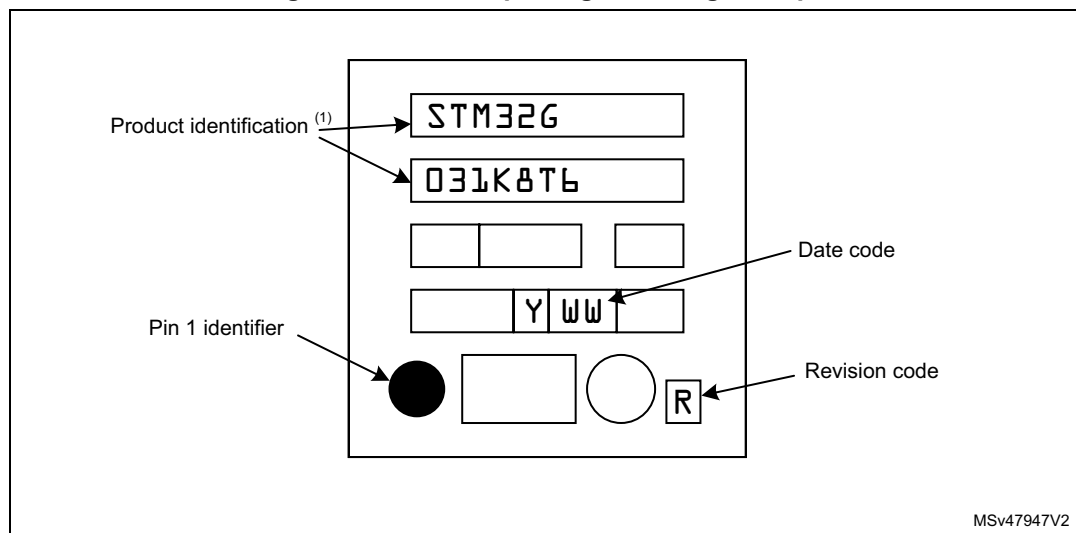 Product identification (1)
STM32G
031K8T6
Date code
Y WW
Pin 1 identifier
Revision code
R
MSv47947V2